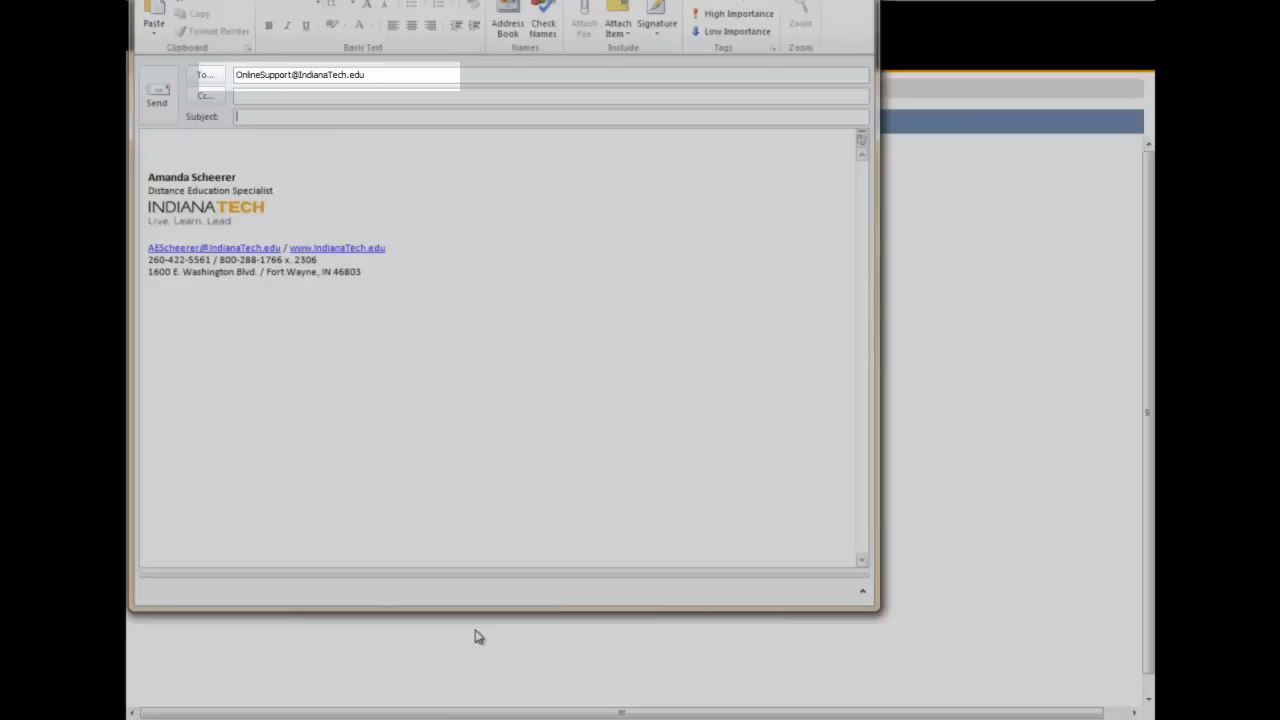 Paste
Copy
Format Painter
Clipboard
11
A A
B I U
A
Basic Text
Address Book
Check Names
Names
Attach File
Attach Item
Signature
Include
High Importance
Low Importance
Tags
Zoom
Zoom
Send
To...
OnlineSupport@IndianaTech.edu
Cc...
Subject:
Amanda Scheerer
Distance Education Specialist
INDIANATECH
Live. Learn. Lead
AEScheerer@IndianaTech.edu / www.IndianaTech.edu
260-422-5561 / 800-288-1766 x. 2306
1600 E. Washington Blvd. / Fort Wayne, IN 46803